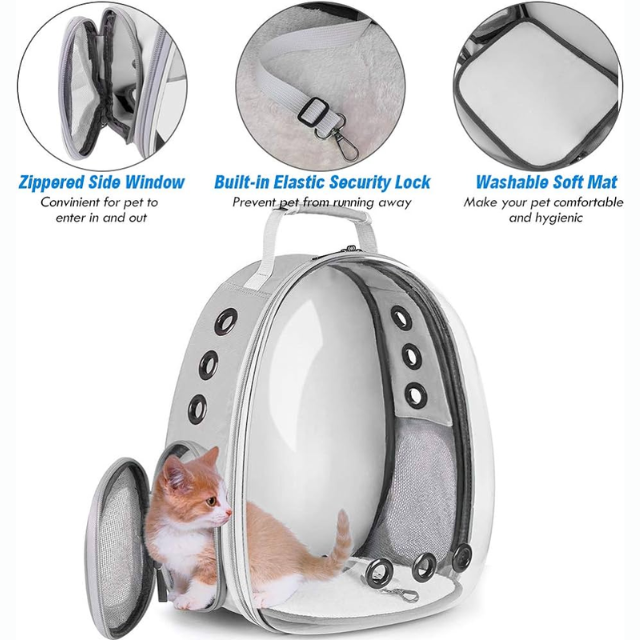 Zippered Side Window
Convinient for pet to
enter in and out
Built-in Elastic Security Lock
Prevent pet from running away
Washable Soft Mat
Make your pet comfortable
and hygienic